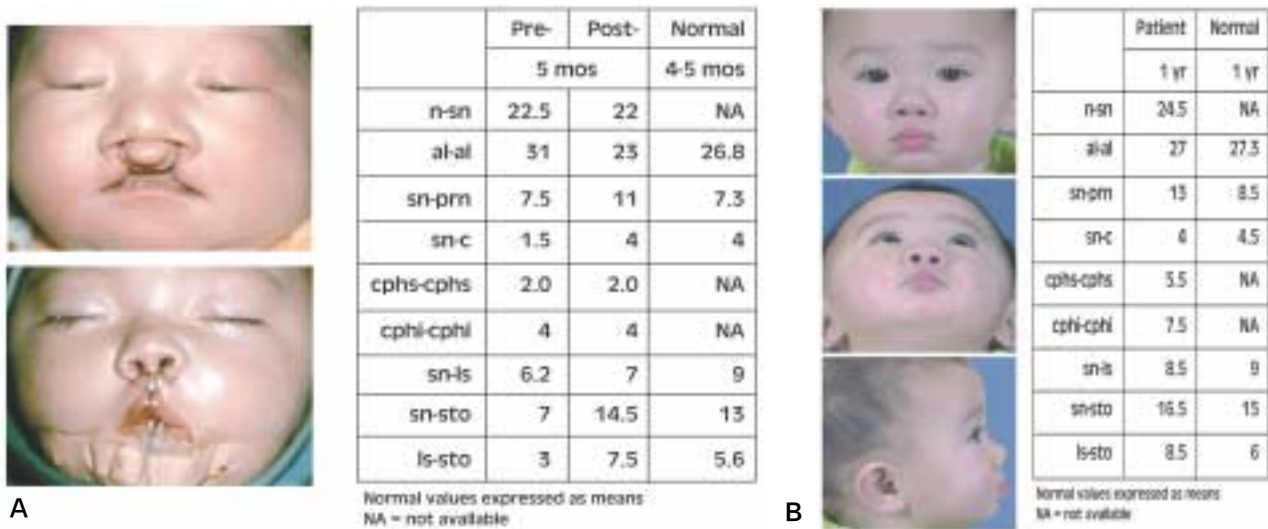 Pre- Post- Normal
5 mos 4-5 mos
n-sn 22.5 22 NA
al-al 31 23 26.8
sn-prn 7.5 11 7.3
sn-c 1.5 4 4
cphs-cphs 2.0 2.0 NA
cphi-cphi 4 4 NA
sn-ls 6.2 7 9
sn-sto 7 14.5 13
ls-sto 3 7.5 5.6
Normal values expressed as means
NA = not available
A
Patient Normal
1 yr 1 yr
n-sn 24.5 NA
al-al 27 27.3
sn-prn 13 8.5
sn-c 4 4.5
cphs-cphs 5.5 NA
cphi-cphi 7.5 NA
sn-ls 8.5 9
sn-sto 16.5 15
ls-sto 8.5 6
Normal values expressed as means
NA = not available
B